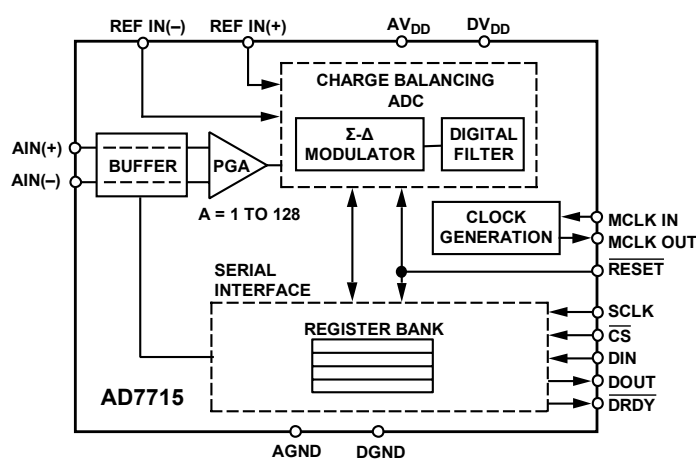 REF IN(–) REF IN(+) AVDD DVDD
CHARGE BALANCING
ADC
Σ-Δ
MODULATOR
DIGITAL
FILTER
AIN(+)
AIN(–)
BUFFER
PGA
A = 1 TO 128
CLOCK
GENERATION
MCLK IN
MCLK OUT
RESET
SERIAL
INTERFACE
REGISTER BANK
SCLK
CS
DIN
DOUT
DRDY
AD7715
AGND DGND